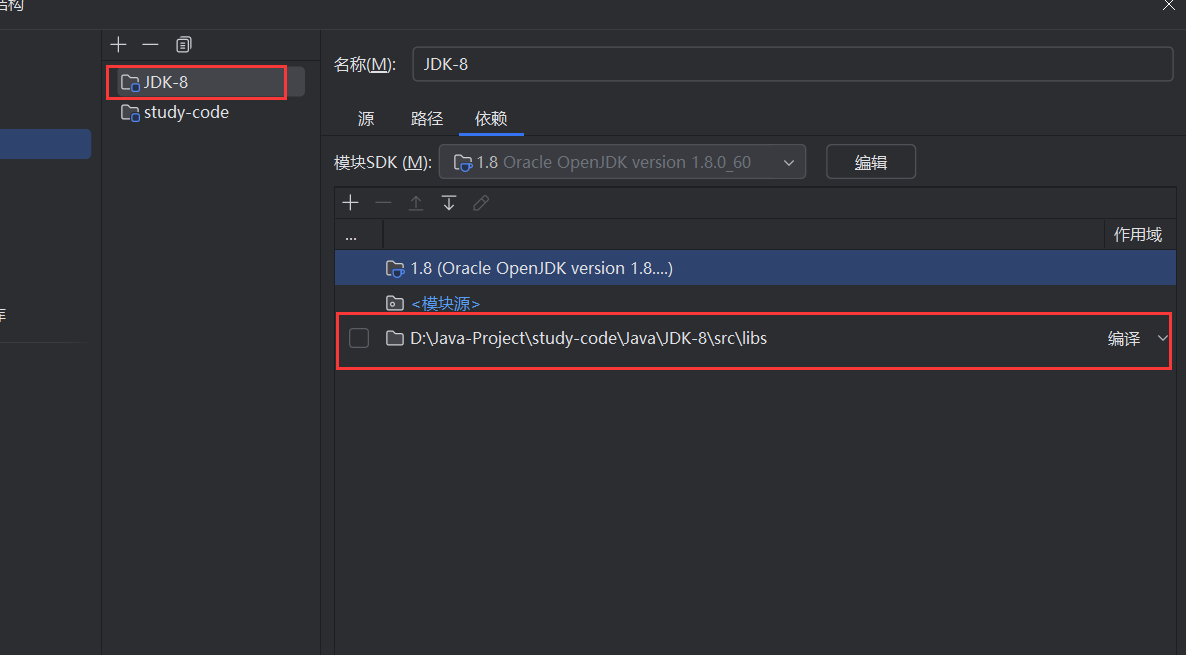 结构
JDK-8
study-code
名称(M):
JDK-8
源 路径 依赖
模块SDK (M): 1.8 Oracle OpenJDK version 1.8.0_60 编辑
... 作用域
1.8 (Oracle OpenJDK version 1.8....)
<模块源>
D:\Java-Project\study-code\Java\JDK-8\src\libs 编译